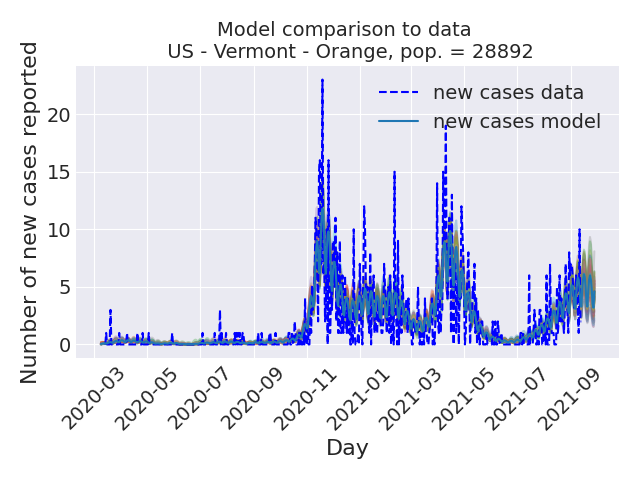 Model comparison to data
US - Vermont - Orange, pop. = 28892
Number of new cases reported
20
15
10
5
0
new cases data
new cases model
2020-03
2020-05
2020-07
2020-09
2020-11
2021-01
2021-03
2021-05
2021-07
2021-09
Day